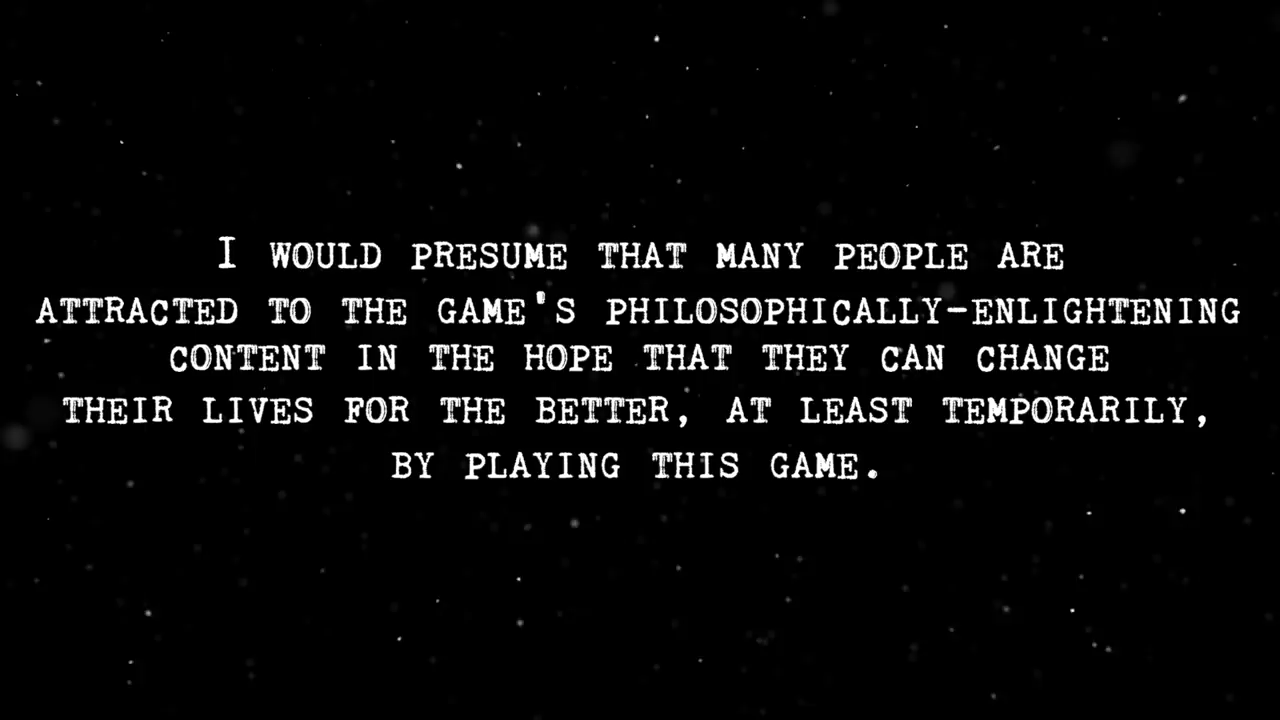 I WOULD PRESUME THAT MANY PEOPLE ARE
ATTRACTED TO THE GAME'S PHILOSOPHICALLY-ENLIGHTENING
CONTENT IN THE HOPE THAT THEY CAN CHANGE
THEIR LIVES FOR THE BETTER, AT LEAST TEMPORARILY,
BY PLAYING THIS GAME.